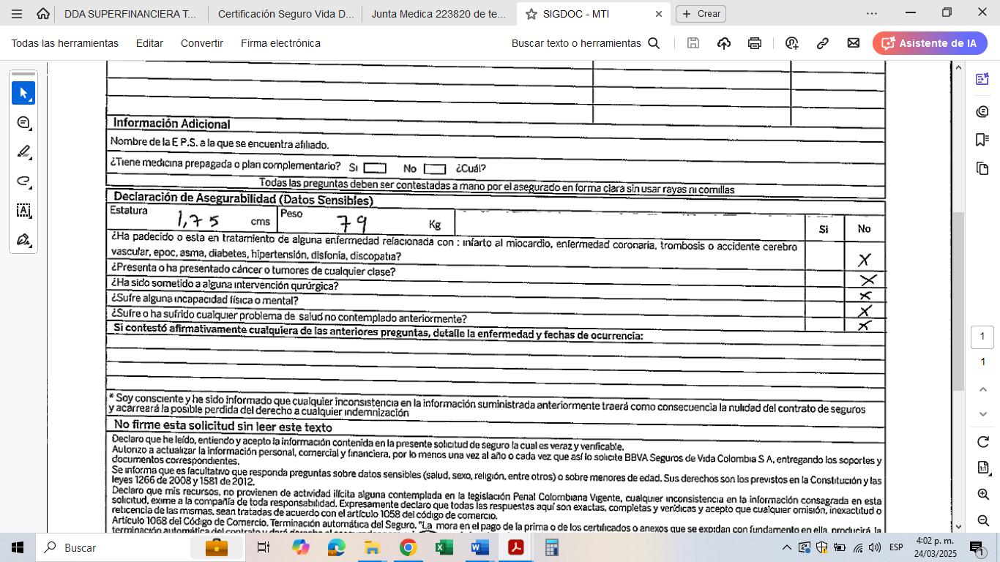 DDA SUPERFINANCIERA T...
Certificación Seguro Vida D...
Junta Medica 223820 de te...
SIGDOC - MTI
Crear
Todas las herramientas
Editar
Convertir
Firma electrónica
Buscar texto o herramientas
Asistente de IA
Información Adicional
Nombre de la E P.S. a la que se encuentra afiliado.
¿Tiene medicina prepagada o plan complementario? Si No ¿Cuál?
Todas las preguntas deben ser contestadas a mano por el asegurado en forma clara sin usar rayas ni comillas
Declaración de Asegurabilidad (Datos Sensibles)
Estatura 1,75 cms Peso 79 Kg Si No
¿Ha padecido o esta en tratamiento de alguna enfermedad relacionada con : infarto al miocardio, enfermedad coronaria, trombosis o accidente cerebro
vascular, epoc, asma, diabetes, hipertensión, disfonia, discopatia? X
¿Presenta o ha presentado cáncer o tumores de cualquier clase? X
¿Ha sido sometido a alguna intervención qurúrgica? X
¿Sufre alguna incapacidad física o mental? X
¿Sufre o ha sufrido cualquier problema de salud no contemplado anteriormente? X
Si contestó afirmativamente cualquiera de las anteriores preguntas, detalle la enfermedad y fechas de ocurrencia:
* Soy consciente y he sido informado que cualquier inconsistencia en la información suministrada anteriormente traerá como consecuencia la nulidad del contrato de seguros
y acarreará la posible perdida del derecho a cualquier indemnización
No firme esta solicitud sin leer este texto
Declaro que he leído, entiendo y acepto la información contenida en la presente solicitud de seguro la cual es veraz y verificable.
Autorizo a actualizar la información personal, comercial y financiera, por lo menos una vez al año o cada vez que así lo solicite BBVA Seguros de Vida Colombia S A, entregando los soportes y
documentos correspondientes.
Se informa que es facultativo que responda preguntas sobre datos sensibles (salud, sexo, religión, entre otros) o sobre menores de edad. Sus derechos son los previstos en la Constitución y las
leyes 1266 de 2008 y 1581 de 2012.
Declaro que mis recursos, no provienen de actividad ilícita alguna contemplada en la legislación Penal Colombiana Vigente, cualquier inconsistencia en la información consagrada en esta
solicitud, exime a la compañía de toda responsabilidad. Expresamente declaro que todas las respuestas aquí son exactas, completas y verídicas y acepto que cualquier omisión, inexactitud o
reticencia de las mismas, sean tratadas de acuerdo con el artículo 1058 del código de comercio.
Artículo 1068 del Código de Comercio. Terminación automática del Seguro. "La mora en el pago de la prima o de los certificados o anexos que se expidan con fundamento en ella, producirá la
terminación automática del contrato y dará derecho
1
1
Buscar
ESP
4:02 p. m.
24/03/2025
1